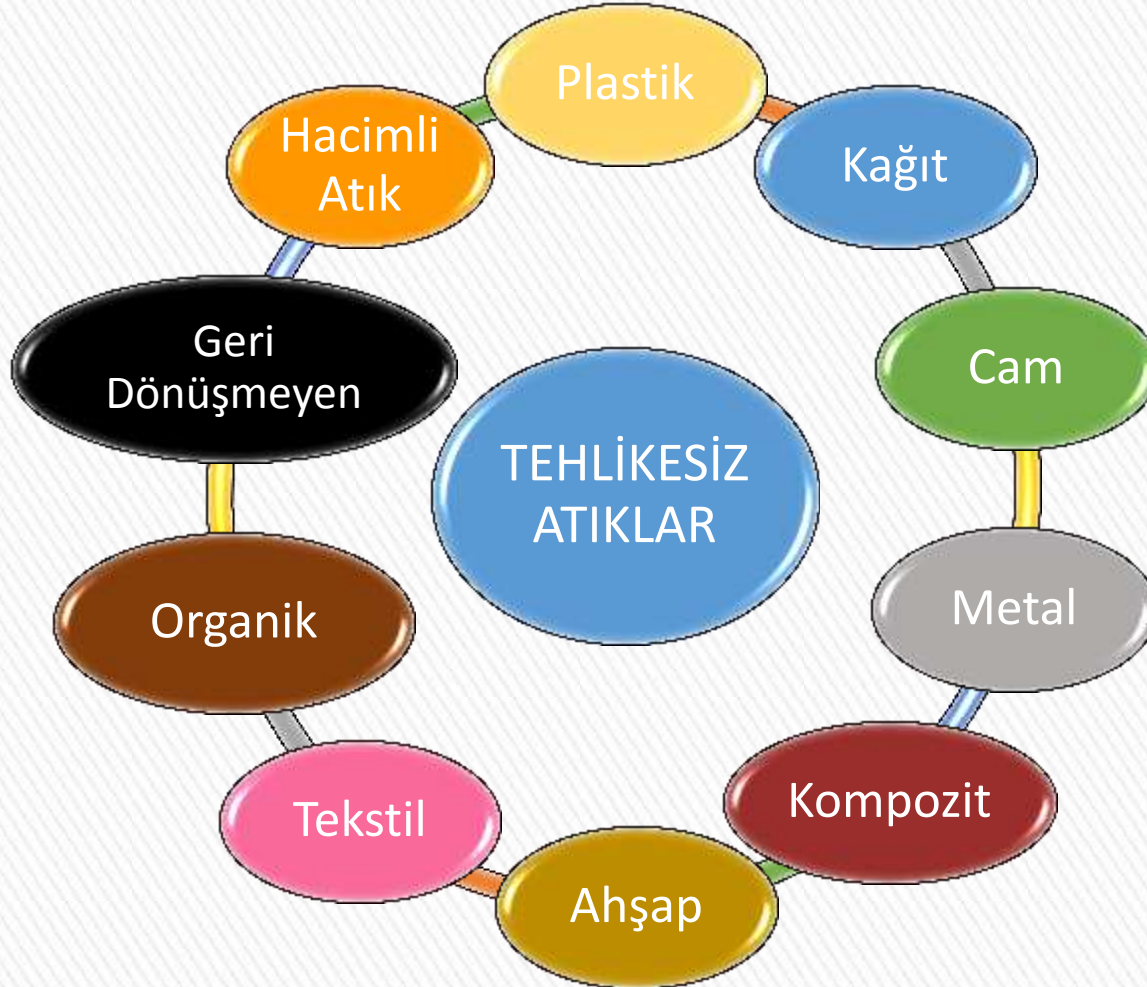 Plastik
Kağıt
Cam
Metal
Kompozit
Ahşap
Tekstil
Organik
Geri
Dönüşmeyen
Hacimli
Atık
TEHLİKESİZ
ATIKLAR